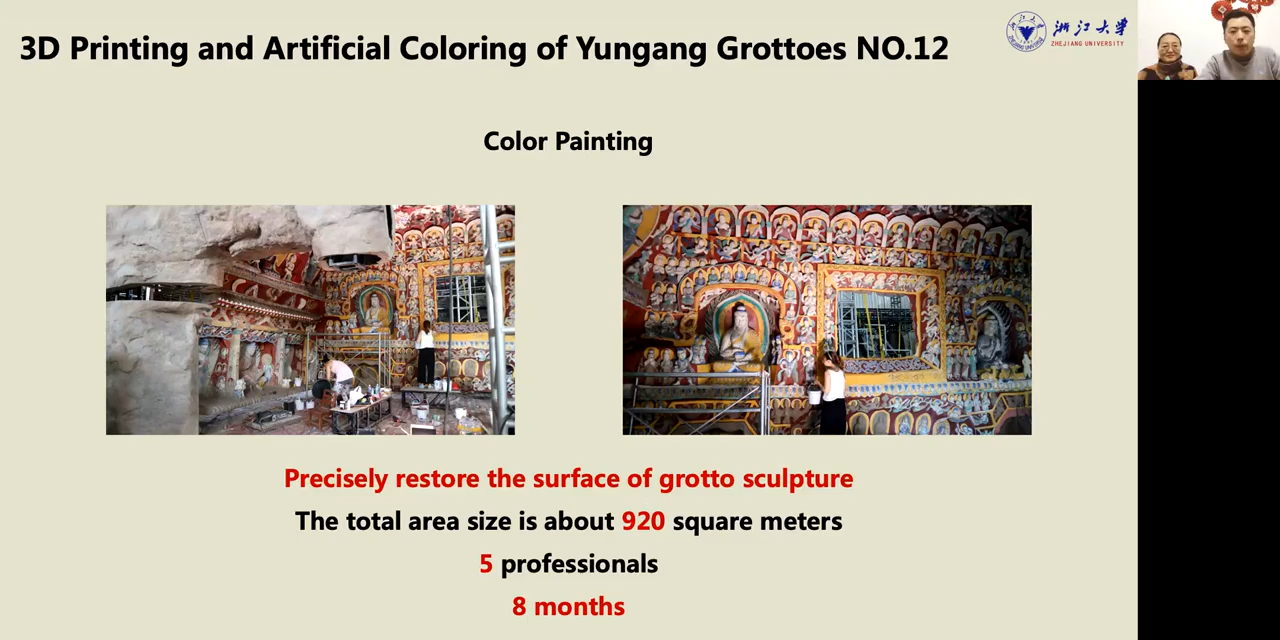 3D Printing and Artificial Coloring of Yungang Grottoes NO.12
浙江大学
ZHEJIANG UNIVERSITY
Color Painting
Precisely restore the surface of grotto sculpture
The total area size is about 920 square meters
5 professionals
8 months